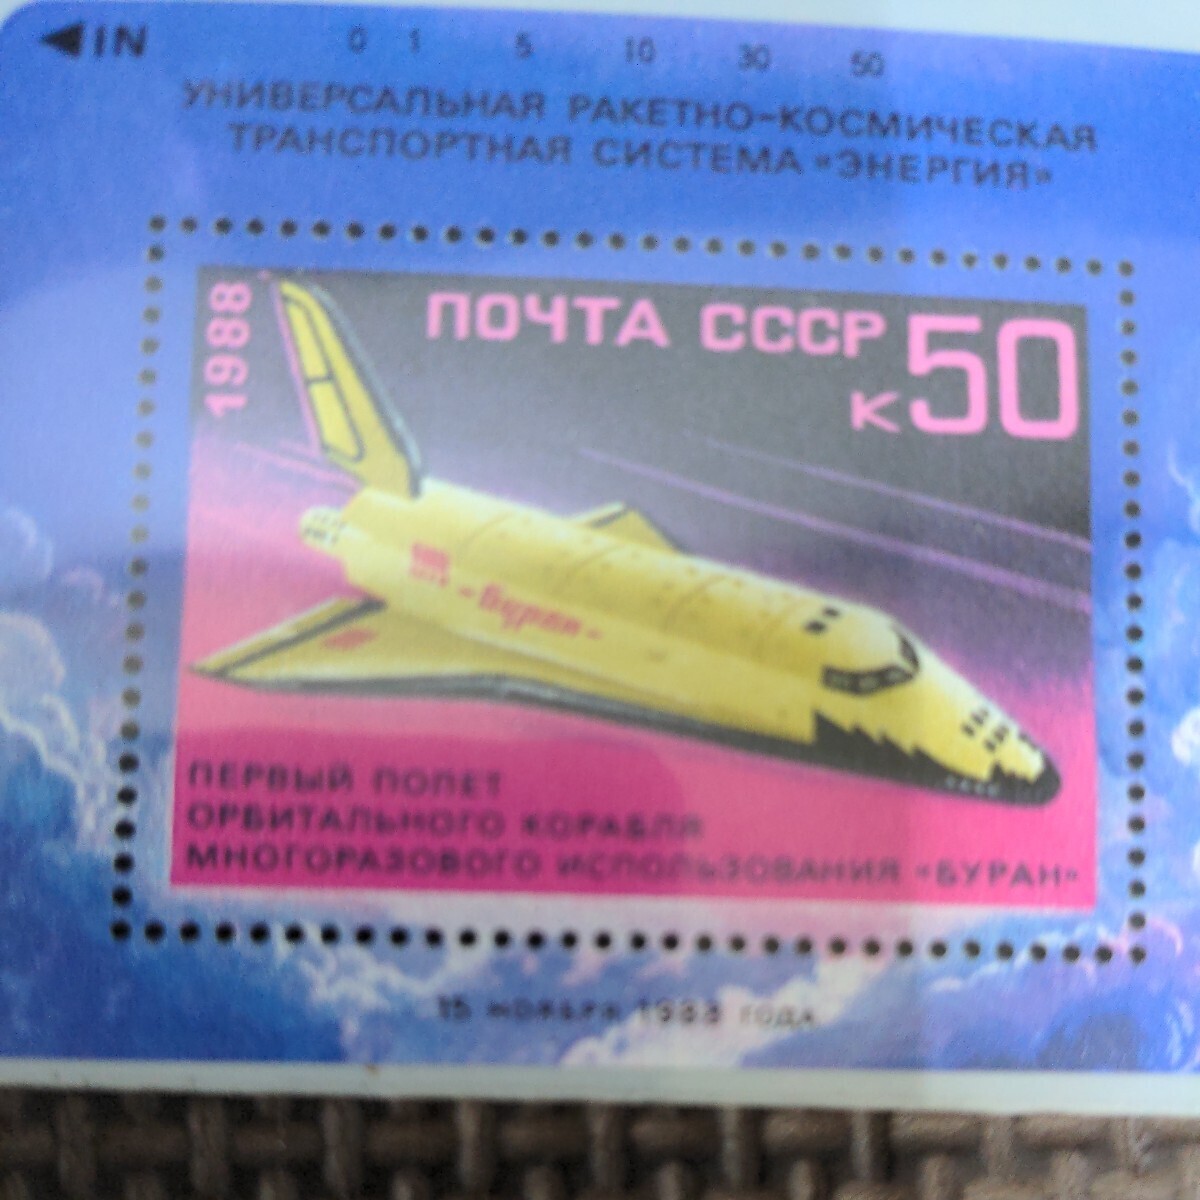 ◀IN 0 1 5 10 30 50
УНИВЕРСАЛЬНАЯ РАКЕТНО-КОСМИЧЕСКАЯ
ТРАНСПОРТНАЯ СИСТЕМА «ЭНЕРГИЯ»
1988
ПОЧТА СССР
к50
«Буран»
ПЕРВЫЙ ПОЛЕТ
ОРБИТАЛЬНОГО КОРАБЛЯ
МНОГОРАЗОВОГО ИСПОЛЬЗОВАНИЯ «БУРАН»
15 НОЯБРЯ 1988 ГОДА